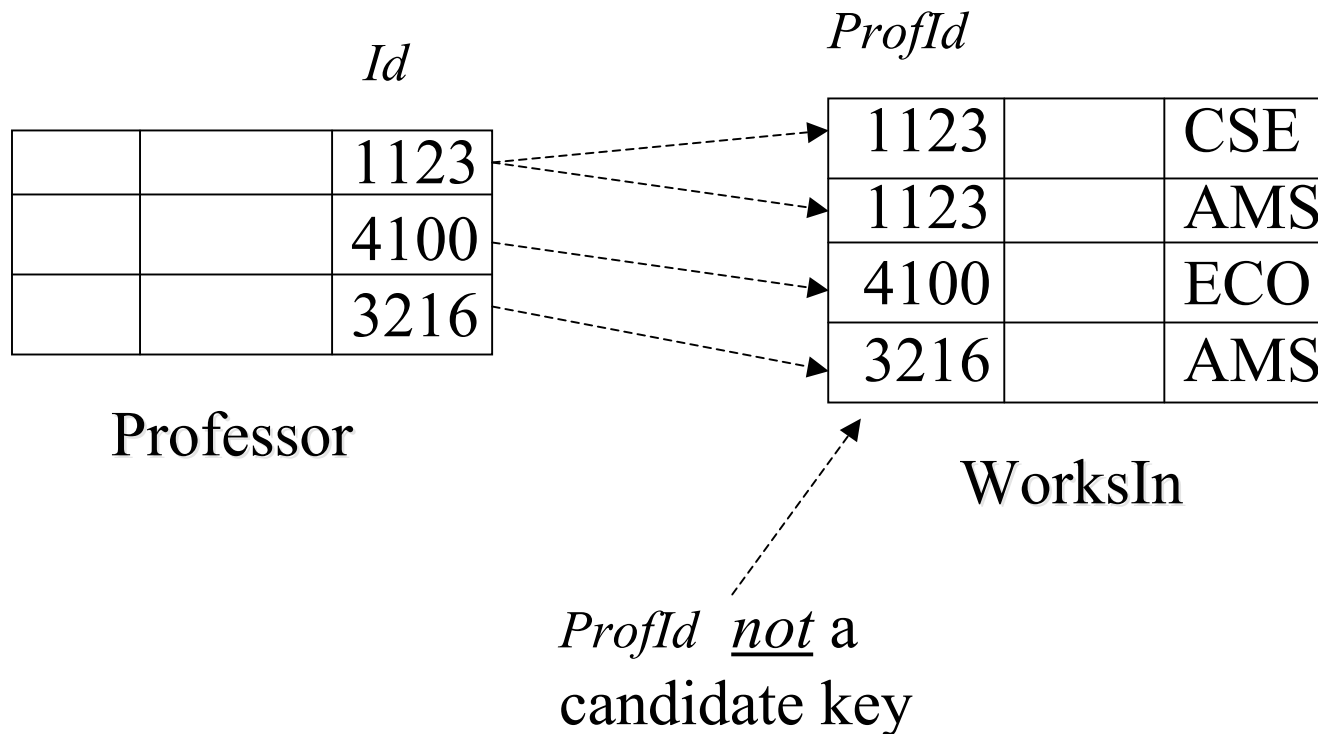 Id
1123
4100
3216
Professor
ProfId
1123 CSE
1123 AMS
4100 ECO
3216 AMS
WorksIn
ProfId not a
candidate key